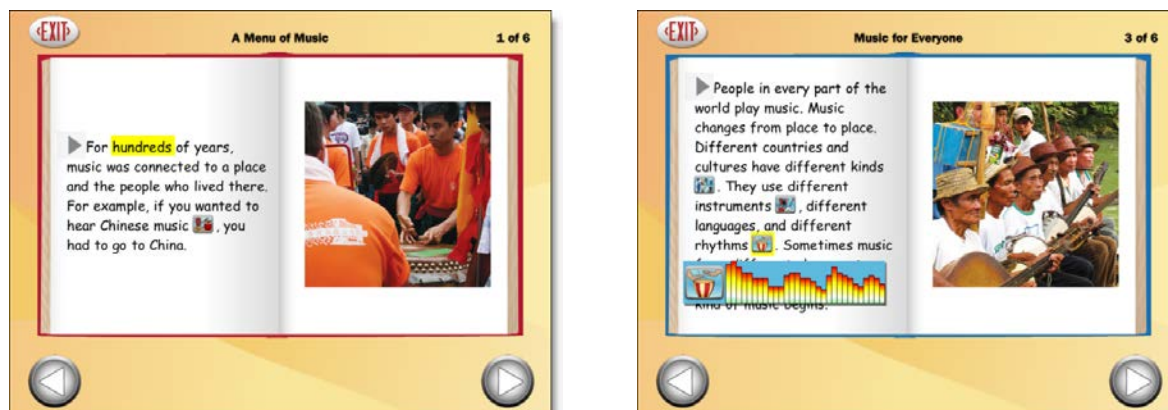 EXIT
A Menu of Music
1 of 6
For hundreds of years,
music was connected to a place
and the people who lived there.
For example, if you wanted to
hear Chinese music , you
had to go to China.
EXIT
Music for Everyone
3 of 6
People in every part of the
world play music. Music
changes from place to place.
Different countries and
cultures have different kinds
. They use different
instruments , different
languages, and different
rhythms . Sometimes music
kind of music begins.